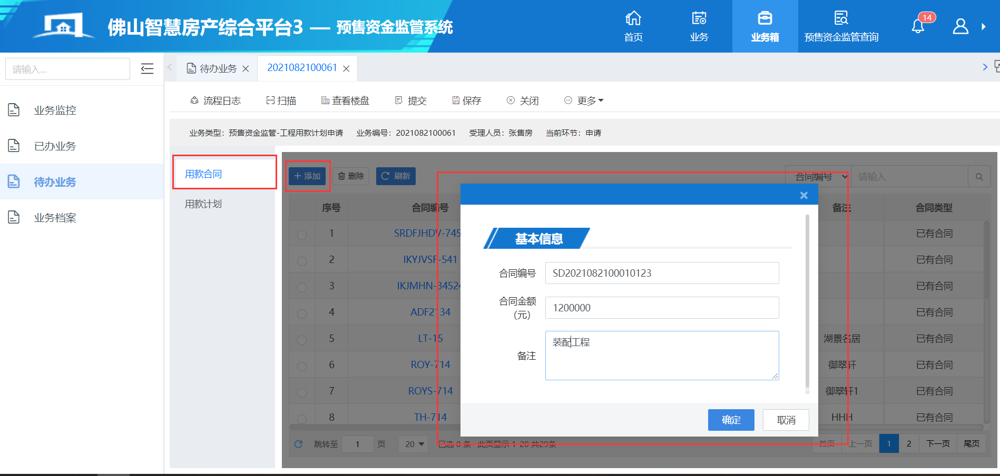 佛山智慧房产综合平台3 — 预售资金监管系统
首页
业务
业务箱
预售资金监管查询
14
请输入...
待办业务
2021082100061
业务监控
已办业务
待办业务
业务档案
流程日志
扫描
查看楼盘
提交
保存
关闭
更多
业务类型：预售资金监管-工程用款计划申请 业务编号：2021082100061 受理人员：张售房 当前环节：申请
用款合同
用款计划
添加
删除
刷新
合同编号
请输入
序号 合同编号 备注 合同类型
1 SRDFJHDV-745 已有合同
2 IKYJVSF-541 已有合同
3 IKJMHN-34524 已有合同
4 ADF2134 已有合同
5 LT-15 湖景名居 已有合同
6 ROY-714 御翠轩 已有合同
7 ROYS-714 御翠轩1 已有合同
8 TH-714 HHH 已有合同
基本信息
合同编号 SD2021082100010123
合同金额（元） 1200000
备注 装配工程
确定
取消
跳转至 1 页 20 已选 0 条 此页显示 1-20 共29条 首页 上一页 1 2 下一页 尾页